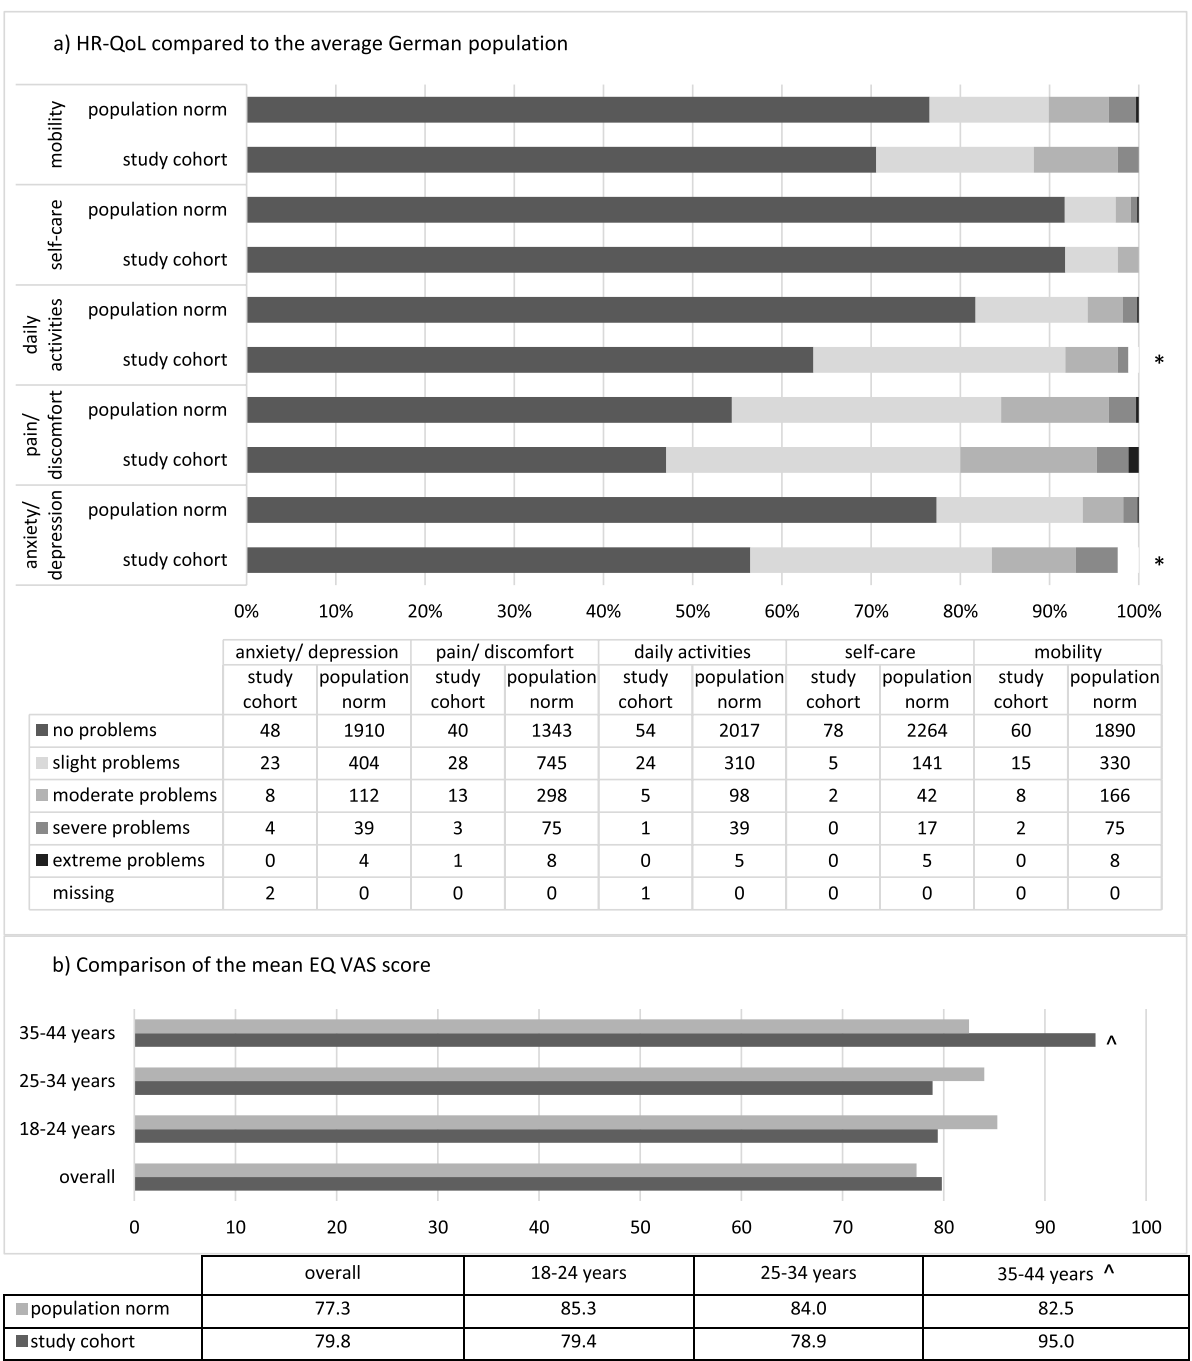 a) HR-QoL compared to the average German population
mobility
population norm
study cohort
self-care
population norm
study cohort
daily
activities
population norm
study cohort
*
pain/
discomfort
population norm
study cohort
anxiety/
depression
population norm
study cohort
*
0% 10% 20% 30% 40% 50% 60% 70% 80% 90% 100%
anxiety/ depression pain/ discomfort daily activities self-care mobility
study population study population study population study population study population
cohort norm cohort norm cohort norm cohort norm cohort norm
no problems 48 1910 40 1343 54 2017 78 2264 60 1890
slight problems 23 404 28 745 24 310 5 141 15 330
moderate problems 8 112 13 298 5 98 2 42 8 166
severe problems 4 39 3 75 1 39 0 17 2 75
extreme problems 0 4 1 8 0 5 0 5 0 8
missing 2 0 0 0 1 0 0 0 0 0
b) Comparison of the mean EQ VAS score
35-44 years ^
25-34 years
18-24 years
overall
0 10 20 30 40 50 60 70 80 90 100
overall 18-24 years 25-34 years 35-44 years ^
population norm 77.3 85.3 84.0 82.5
study cohort 79.8 79.4 78.9 95.0